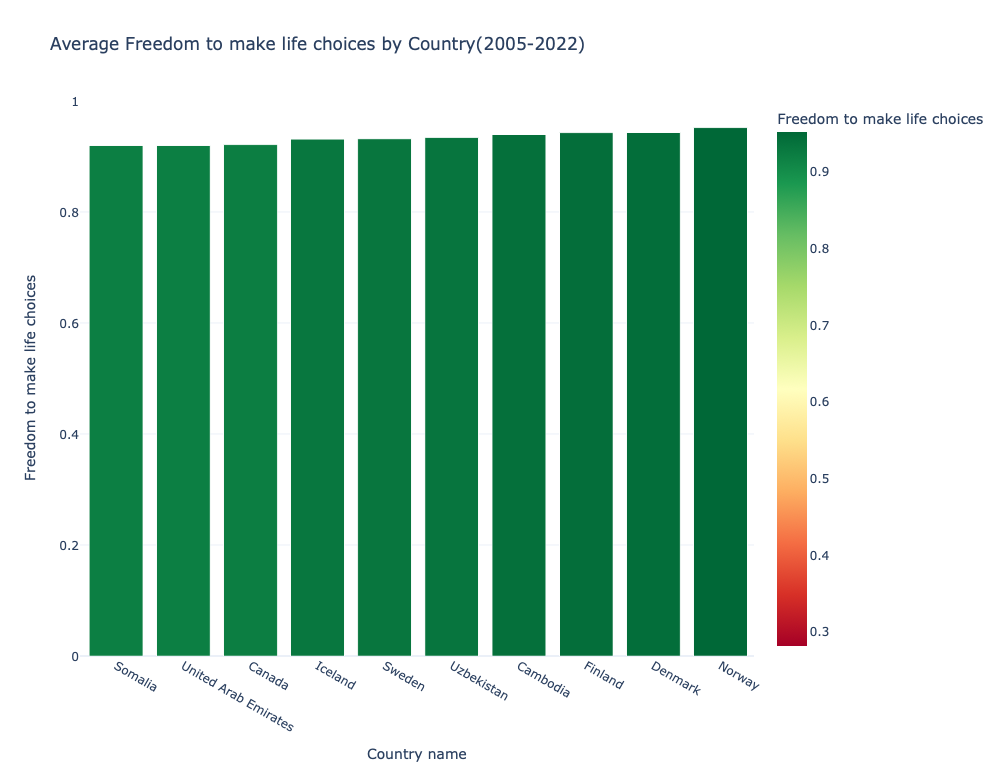 Average Freedom to make life choices by Country(2005-2022)
Freedom to make life choices
1
0.8
0.6
0.4
0.2
0
Somalia
United Arab Emirates
Canada
Iceland
Sweden
Uzbekistan
Cambodia
Finland
Denmark
Norway
Country name
Freedom to make life choices
0.9
0.8
0.7
0.6
0.5
0.4
0.3